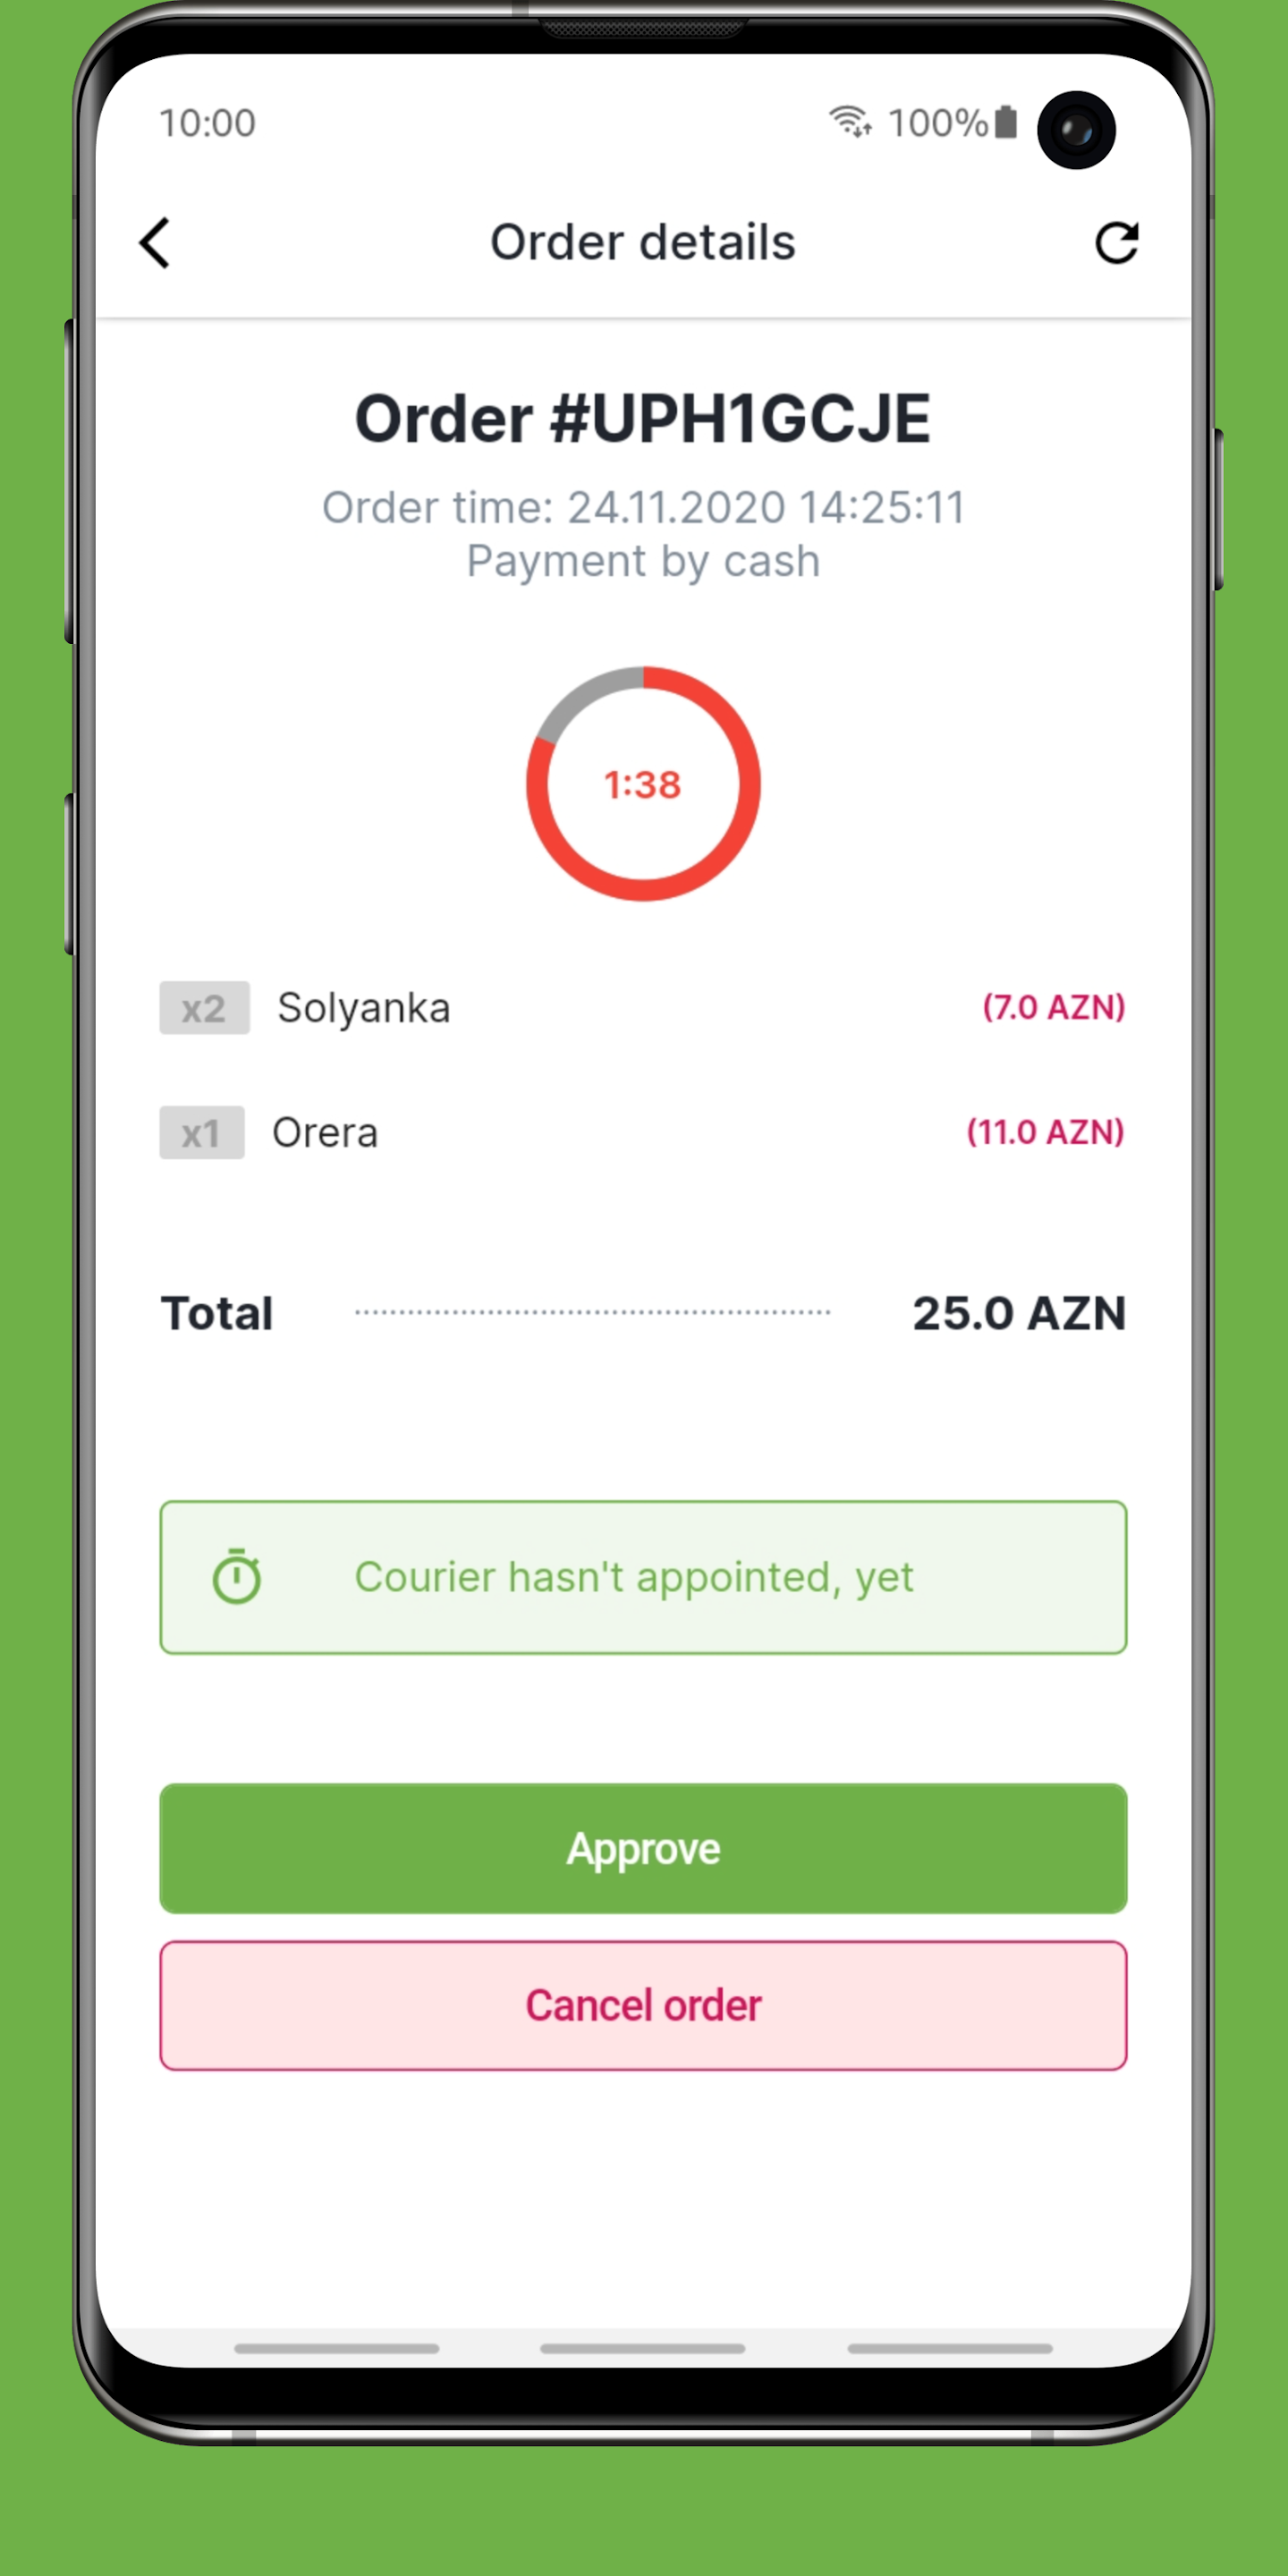 10:00 100%
Order details
Order #UPH1GCJE
Order time: 24.11.2020 14:25:11
Payment by cash
1:38
x2 Solyanka (7.0 AZN)
x1 Orera (11.0 AZN)
Total 25.0 AZN
Courier hasn't appointed, yet
Approve
Cancel order